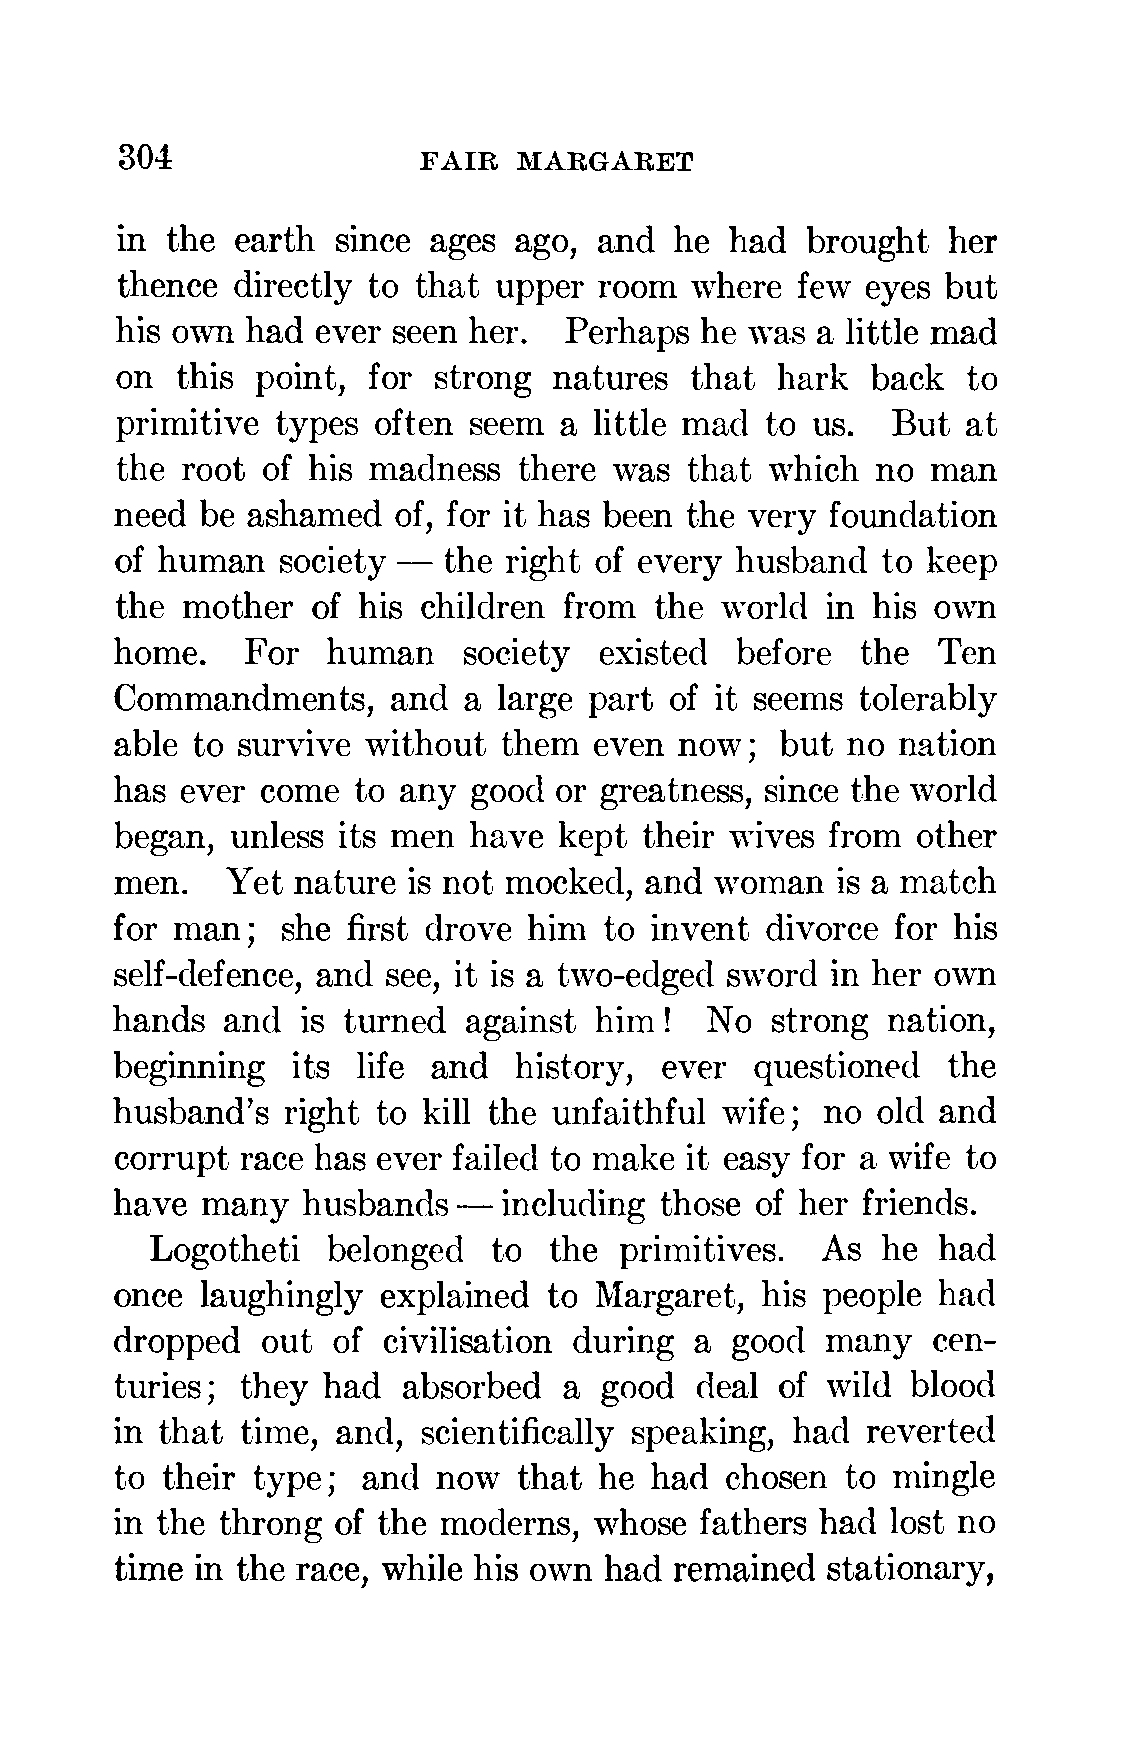 304 FAIR MARGARET
in the earth since ages ago, and he had brought her
thence directly to that upper room where few eyes but
his own had ever seen her. Perhaps he was a little mad
on this point, for strong natures that hark back to
primitive types often seem a little mad to us. But at
the root of his madness there was that which no man
need be ashamed of, for it has been the very foundation
of human society — the right of every husband to keep
the mother of his children from the world in his own
home. For human society existed before the Ten
Commandments, and a large part of it seems tolerably
able to survive without them even now; but no nation
has ever come to any good or greatness, since the world
began, unless its men have kept their wives from other
men. Yet nature is not mocked, and woman is a match
for man; she first drove him to invent divorce for his
self-defence, and see, it is a two-edged sword in her own
hands and is turned against him! No strong nation,
beginning its life and history, ever questioned the
husband's right to kill the unfaithful wife; no old and
corrupt race has ever failed to make it easy for a wife to
have many husbands — including those of her friends.
Logotheti belonged to the primitives. As he had
once laughingly explained to Margaret, his people had
dropped out of civilisation during a good many cen-
turies; they had absorbed a good deal of wild blood
in that time, and, scientifically speaking, had reverted
to their type; and now that he had chosen to mingle
in the throng of the moderns, whose fathers had lost no
time in the race, while his own had remained stationary,